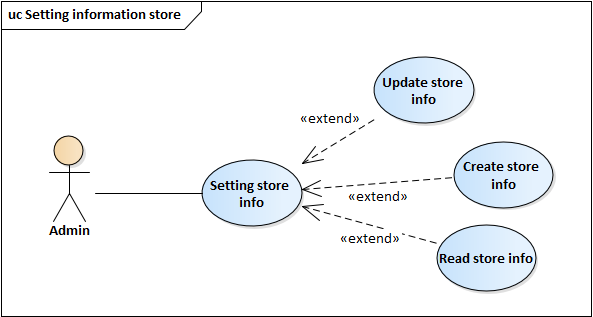 uc Setting information store
Update store
info
«extend»
Create store
info
Setting store
info
«extend»
Admin
«extend»
Read store info